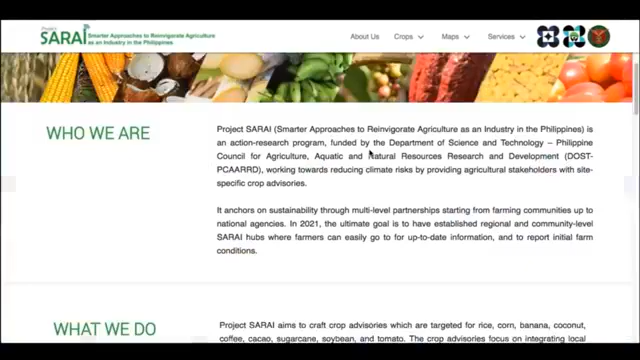 Project
SARAI Smarter Approaches to Reinvigorate Agriculture
as an Industry in the Philippines.
About Us Crops Maps Services
WHO WE ARE
Project SARAI (Smarter Approaches to Reinvigorate Agriculture as an Industry in the Philippines) is
an action-research program, funded by the Department of Science and Technology – Philippine
Council for Agriculture, Aquatic and Natural Resources Research and Development (DOST-
PCAARRD), working towards reducing climate risks by providing agricultural stakeholders with site-
specific crop advisories.
It anchors on sustainability through multi-level partnerships starting from farming communities up to
national agencies. In 2021, the ultimate goal is to have established regional and community-level
SARAI hubs where farmers can easily go to for up-to-date information, and to report initial farm
conditions.
WHAT WE DO
Project SARAI aims to craft crop advisories which are targeted for rice, corn, banana, coconut,
coffee, cacao, sugarcane, soybean, and tomato. The crop advisories focus on integrating local